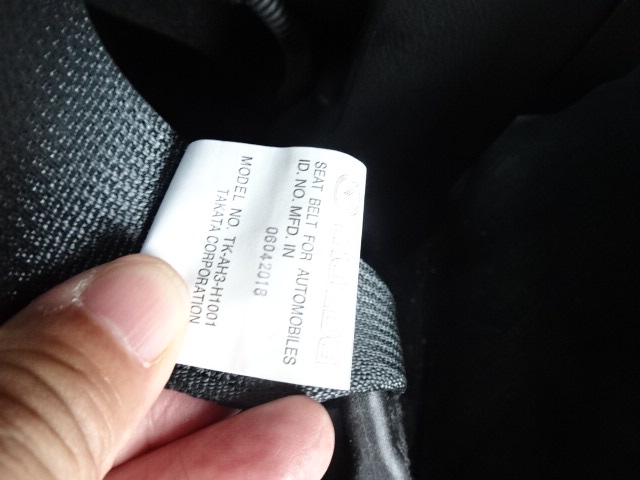 SEAT BELT FOR AUTOMOBILES
ID. NO. MFD. IN 06042018
MODEL NO. TK-AH3-H1001
TAKATA CORPORATION